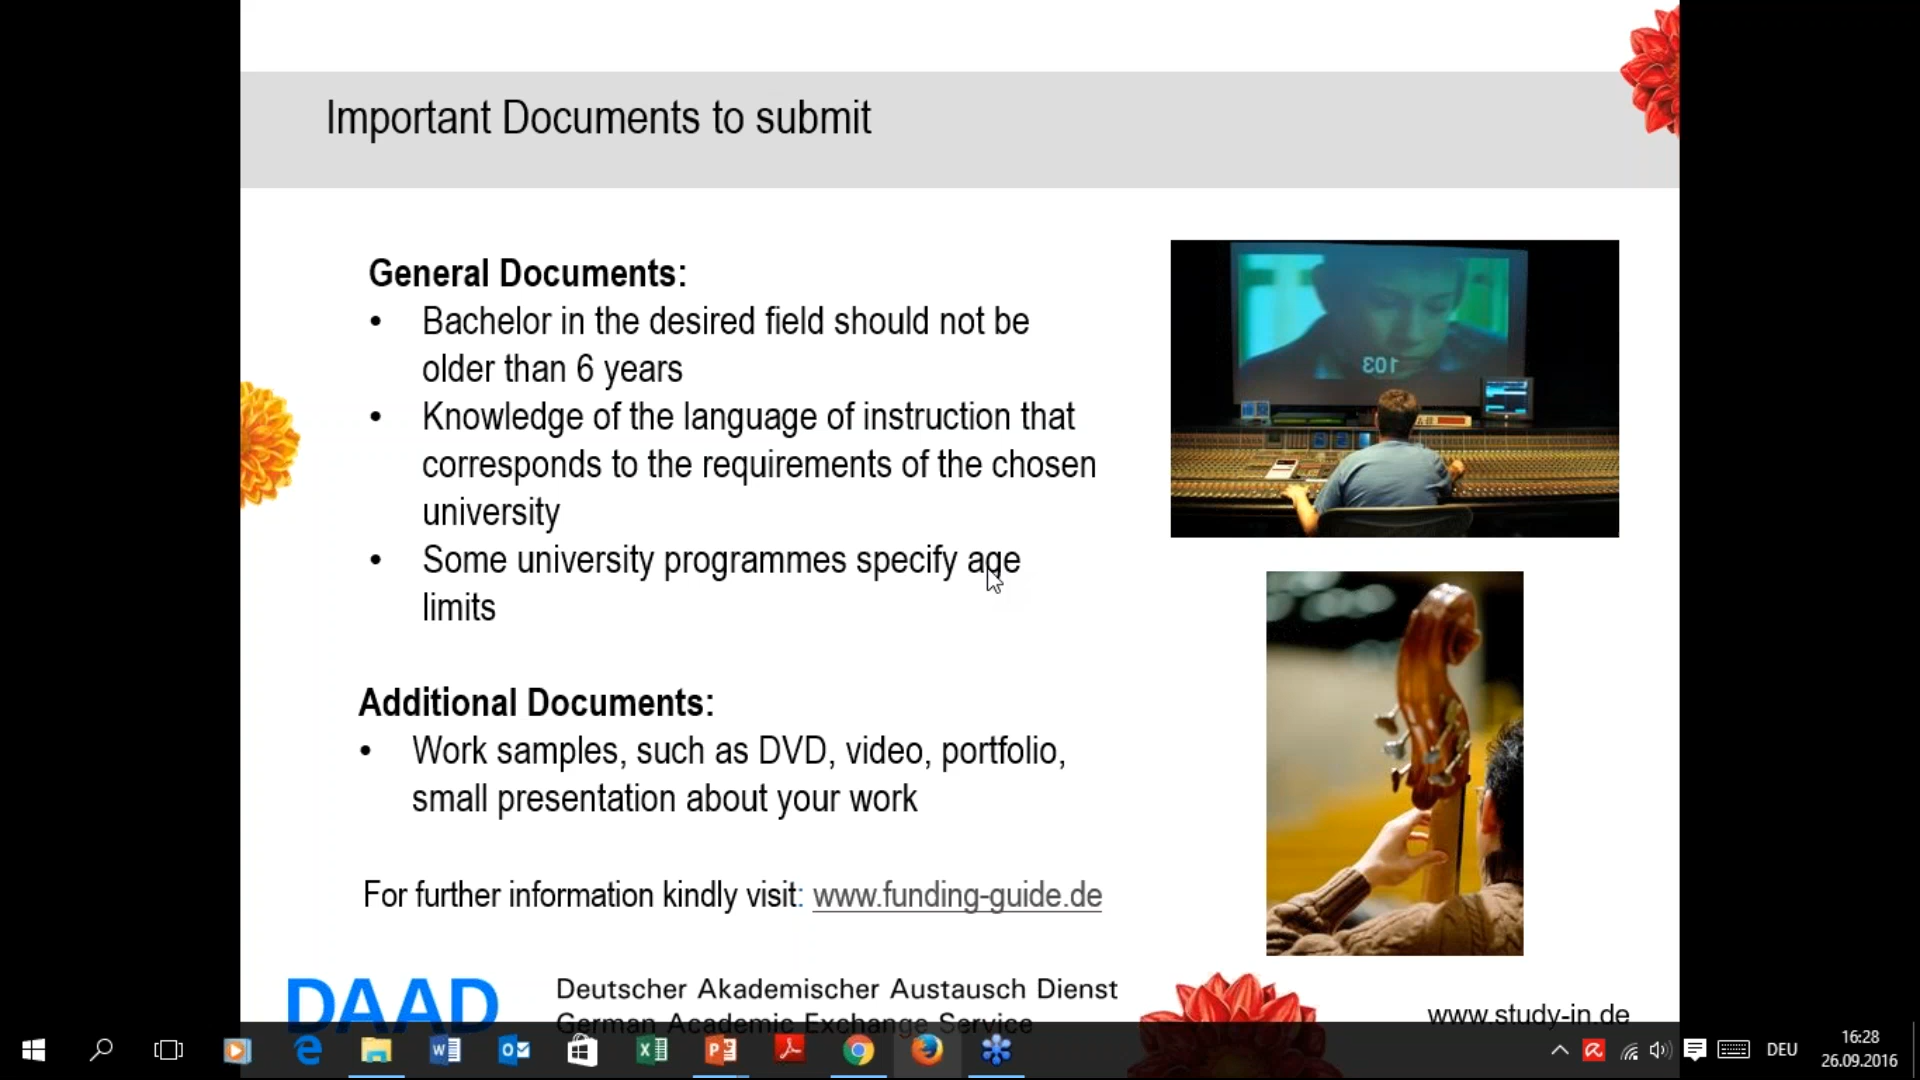 Important Documents to submit
General Documents:
• Bachelor in the desired field should not be
older than 6 years
• Knowledge of the language of instruction that
corresponds to the requirements of the chosen
university
• Some university programmes specify age
limits
Additional Documents:
• Work samples, such as DVD, video, portfolio,
small presentation about your work
For further information kindly visit: www.funding-guide.de
103
DAAD
Deutscher Akademischer Austausch Dienst
German Academic Exchange Service
www.study-in.de
DEU
16:28
26.09.2016